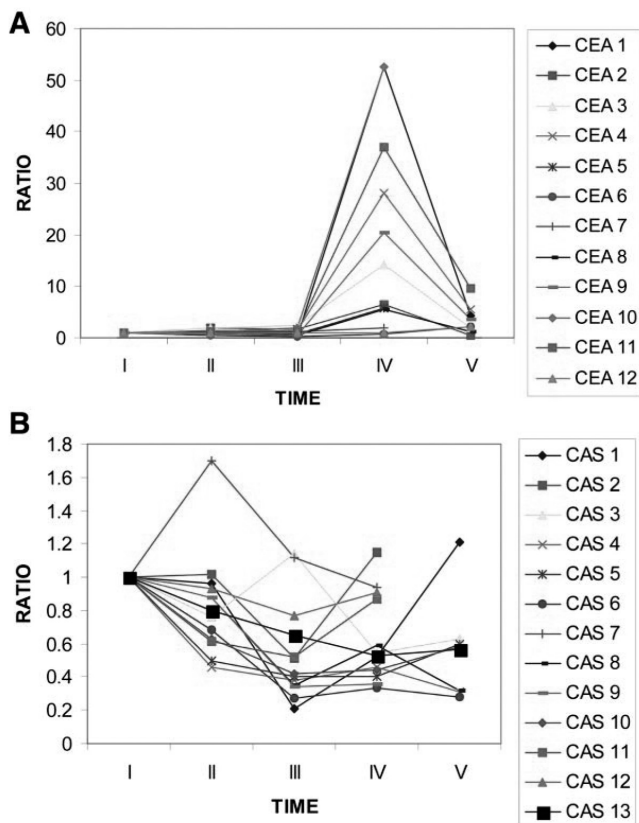 A
60
50
40
30
20
10
0
RATIO
I II III IV V
TIME
CEA 1
CEA 2
CEA 3
CEA 4
CEA 5
CEA 6
CEA 7
CEA 8
CEA 9
CEA 10
CEA 11
CEA 12
B
1.8
1.6
1.4
1.2
1
0.8
0.6
0.4
0.2
0
RATIO
I II III IV V
TIME
CAS 1
CAS 2
CAS 3
CAS 4
CAS 5
CAS 6
CAS 7
CAS 8
CAS 9
CAS 10
CAS 11
CAS 12
CAS 13